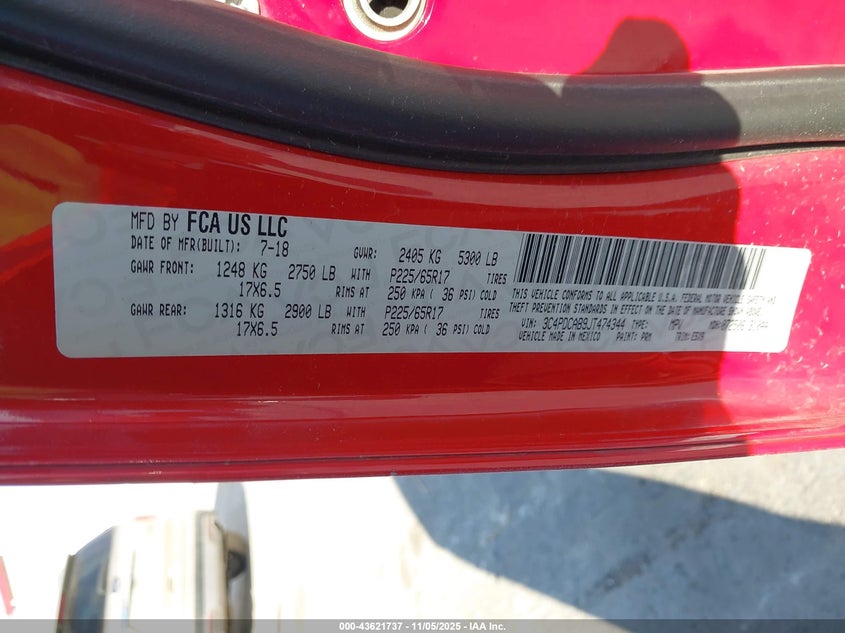 MFD BY FCA US LLC
DATE OF MFR(BUILT): 7-18 GVWR: 2405 KG 5300 LB
GAWR FRONT: 1248 KG 2750 LB WITH P225/65R17 TIRES
17X6.5 RIMS AT 250 KPA ( 36 PSI) COLD
GAWR REAR: 1316 KG 2900 LB WITH P225/65R17 TIRES
17X6.5 RIMS AT 250 KPA ( 36 PSI) COLD
THIS VEHICLE CONFORMS TO ALL APPLICABLE U.S.A. FEDERAL MOTOR VEHICLE SAFETY AND
THEFT PREVENTION STANDARDS IN EFFECT ON THE DATE OF MANUFACTURE SHOWN ABOVE.
VIN: 3C4PDCAB9JT474344 TYPE: MPV MDH:
VEHICLE MADE IN MEXICO PAINT: PRM TRIM:
000-43621737 - 11/05/2025 - IAA Inc.